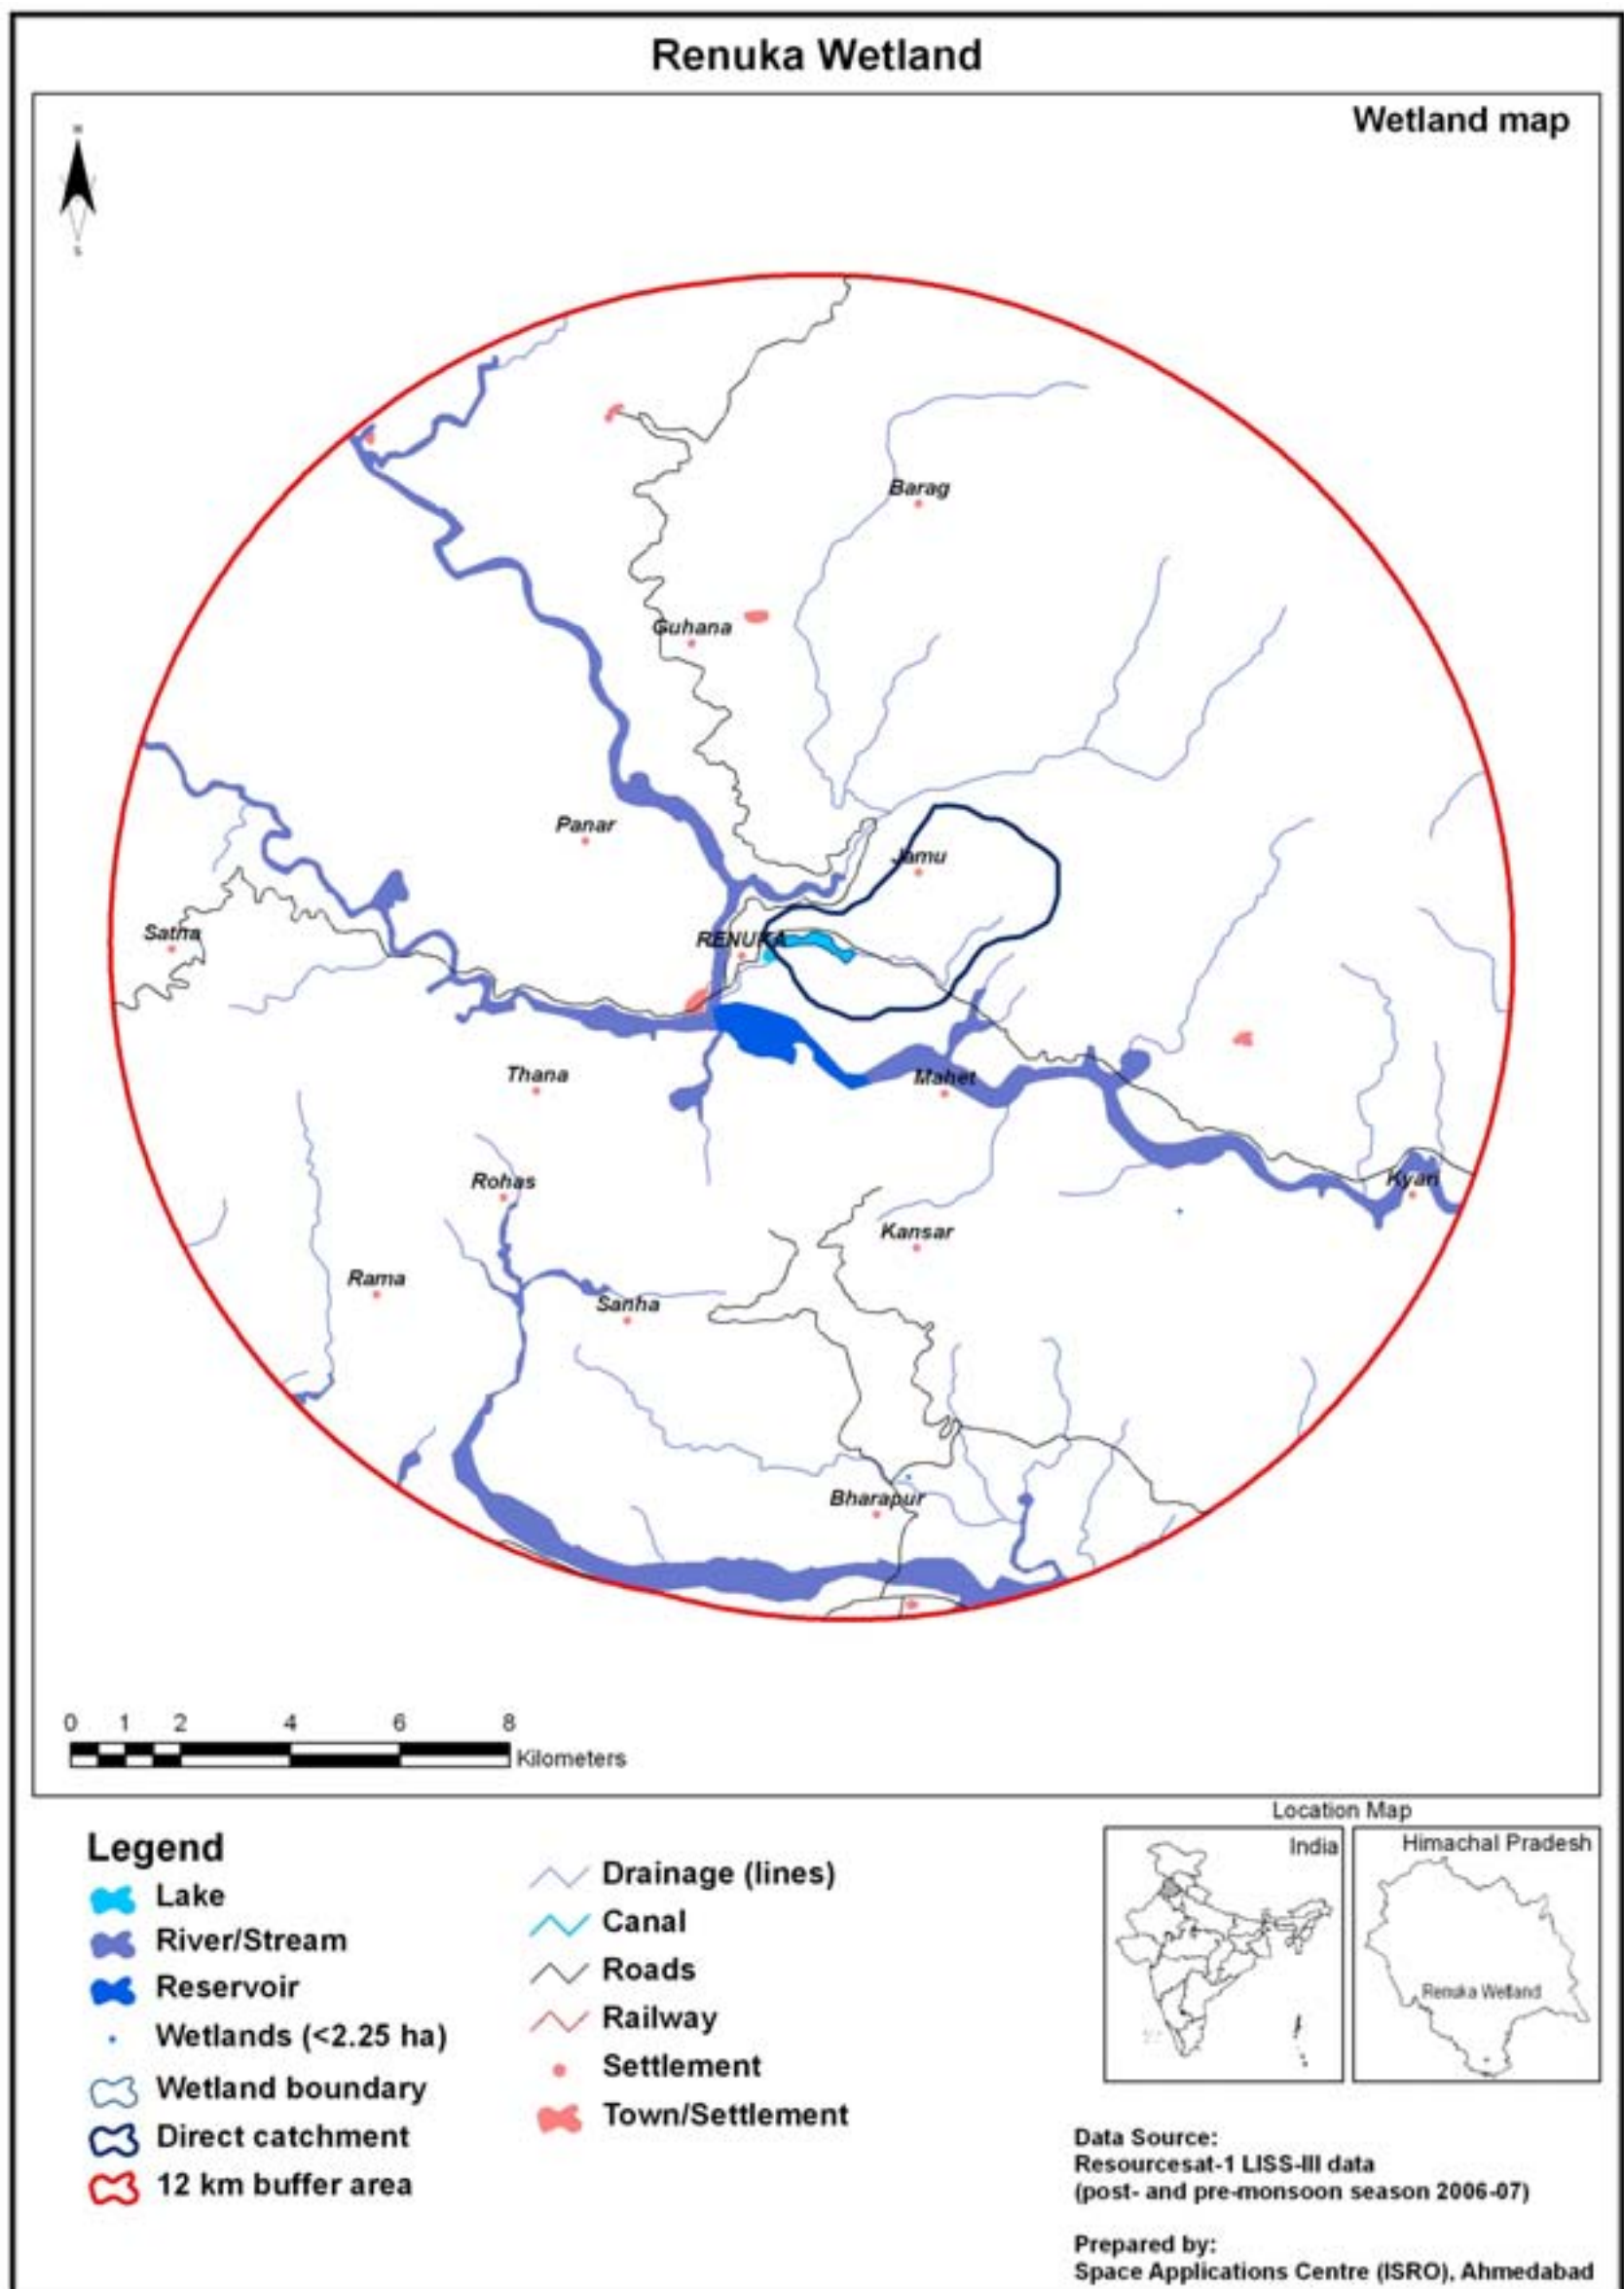 Renuka Wetland
Wetland map
N
S
Barag
Guhana
Panar
Jamu
Satha
RENUKA
Thana
Mahet
Rohas
Kyari
Kansar
Rama
Sanha
Bharapur
0 1 2 4 6 8
Kilometers
Legend
Lake
River/Stream
Reservoir
Wetlands (<2.25 ha)
Wetland boundary
Direct catchment
12 km buffer area
Drainage (lines)
Canal
Roads
Railway
Settlement
Town/Settlement
Location Map
India
Himachal Pradesh
Renuka Wetland
Data Source:
Resourcesat-1 LISS-III data
(post- and pre-monsoon season 2006-07)
Prepared by:
Space Applications Centre (ISRO), Ahmedabad